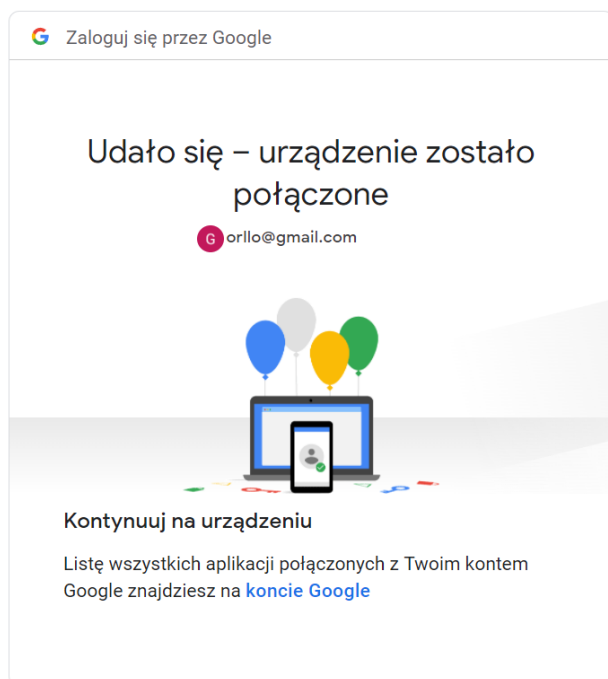 Zaloguj się przez Google
Udało się – urządzenie zostało
połączone
G orllo@gmail.com
Kontynuuj na urządzeniu
Listę wszystkich aplikacji połączonych z Twoim kontem
Google znajdziesz na koncie Google